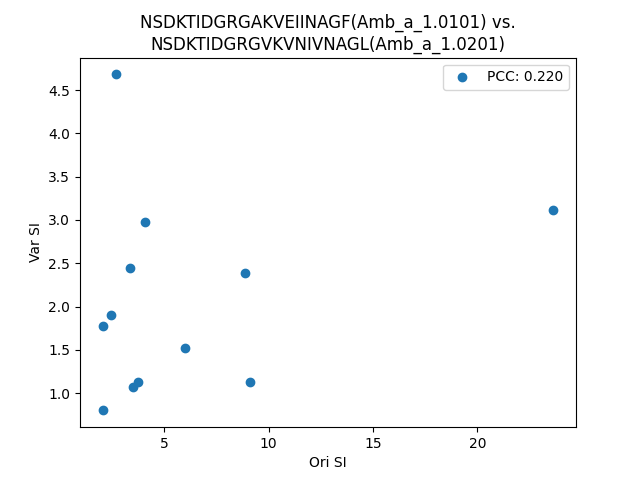 NSDKTIDGRGAKVEIINAGF(Amb_a_1.0101) vs.
NSDKTIDGRGVKVNIVNAGL(Amb_a_1.0201)
PCC: 0.220
4.5
4.0
3.5
3.0
2.5
2.0
1.5
1.0
Var SI
5 10 15 20
Ori SI